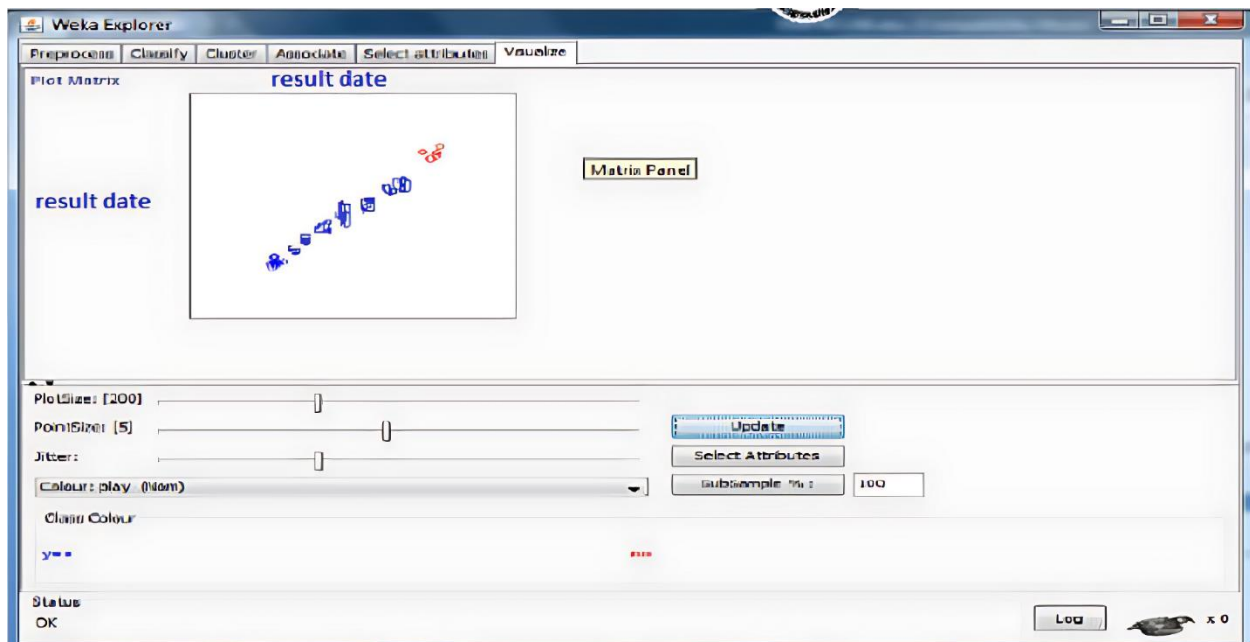 Weka Explorer
Preprocess Classify Cluster Associate Select attributes Visualize
Plot Matrix
result date
result date
Matrix Panel
PlotSize: [200]
PointSize: [5]
Jitter:
Update
Select Attributes
Colour: play (Nom)
SubSample % :
100
Class Colour
yes
no
Status
OK
Log
x 0